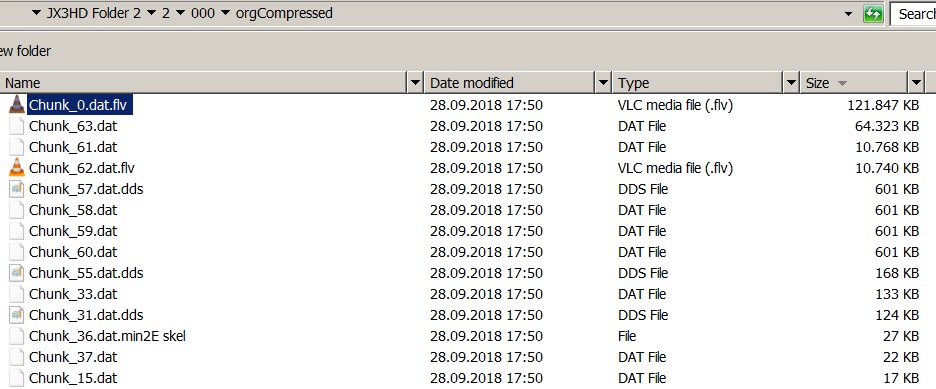 JX3HD Folder 2 2 000 orgCompressed Search
ew folder
Name Date modified Type Size
Chunk_0.dat.flv 28.09.2018 17:50 VLC media file (.flv) 121.847 KB
Chunk_63.dat 28.09.2018 17:50 DAT File 64.323 KB
Chunk_61.dat 28.09.2018 17:50 DAT File 10.768 KB
Chunk_62.dat.flv 28.09.2018 17:50 VLC media file (.flv) 10.740 KB
Chunk_57.dat.dds 28.09.2018 17:50 DDS File 601 KB
Chunk_58.dat 28.09.2018 17:50 DAT File 601 KB
Chunk_59.dat 28.09.2018 17:50 DAT File 601 KB
Chunk_60.dat 28.09.2018 17:50 DAT File 601 KB
Chunk_55.dat.dds 28.09.2018 17:50 DDS File 168 KB
Chunk_33.dat 28.09.2018 17:50 DAT File 133 KB
Chunk_31.dat.dds 28.09.2018 17:50 DDS File 124 KB
Chunk_36.dat.min2E skel 28.09.2018 17:50 File 27 KB
Chunk_37.dat 28.09.2018 17:50 DAT File 22 KB
Chunk_15.dat 28.09.2018 17:50 DAT File 17 KB